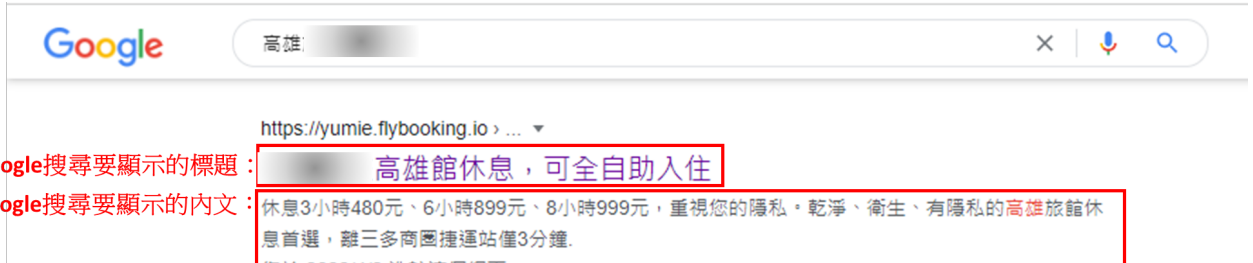 Google
高雄
https://yumie.flybooking.io › ...
ogle搜尋要顯示的標題：
高雄館休息，可全自助入住
ogle搜尋要顯示的內文：
休息3小時480元、6小時899元、8小時999元，重視您的隱私。乾淨、衛生、有隱私的高雄旅館休
息首選，離三多商圈捷運站僅3分鐘.